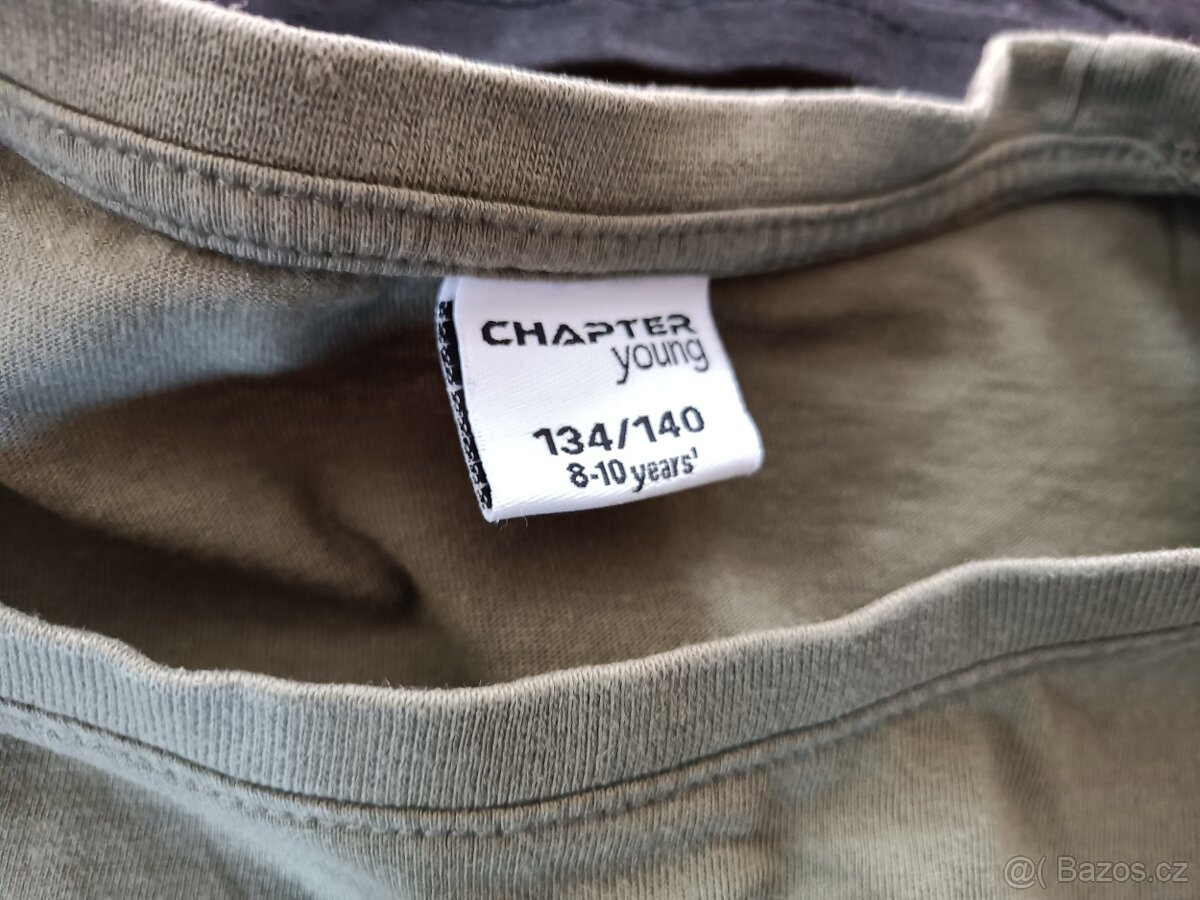 CHAPTER
young
134/140
8-10 years'
@( Bazos.cz